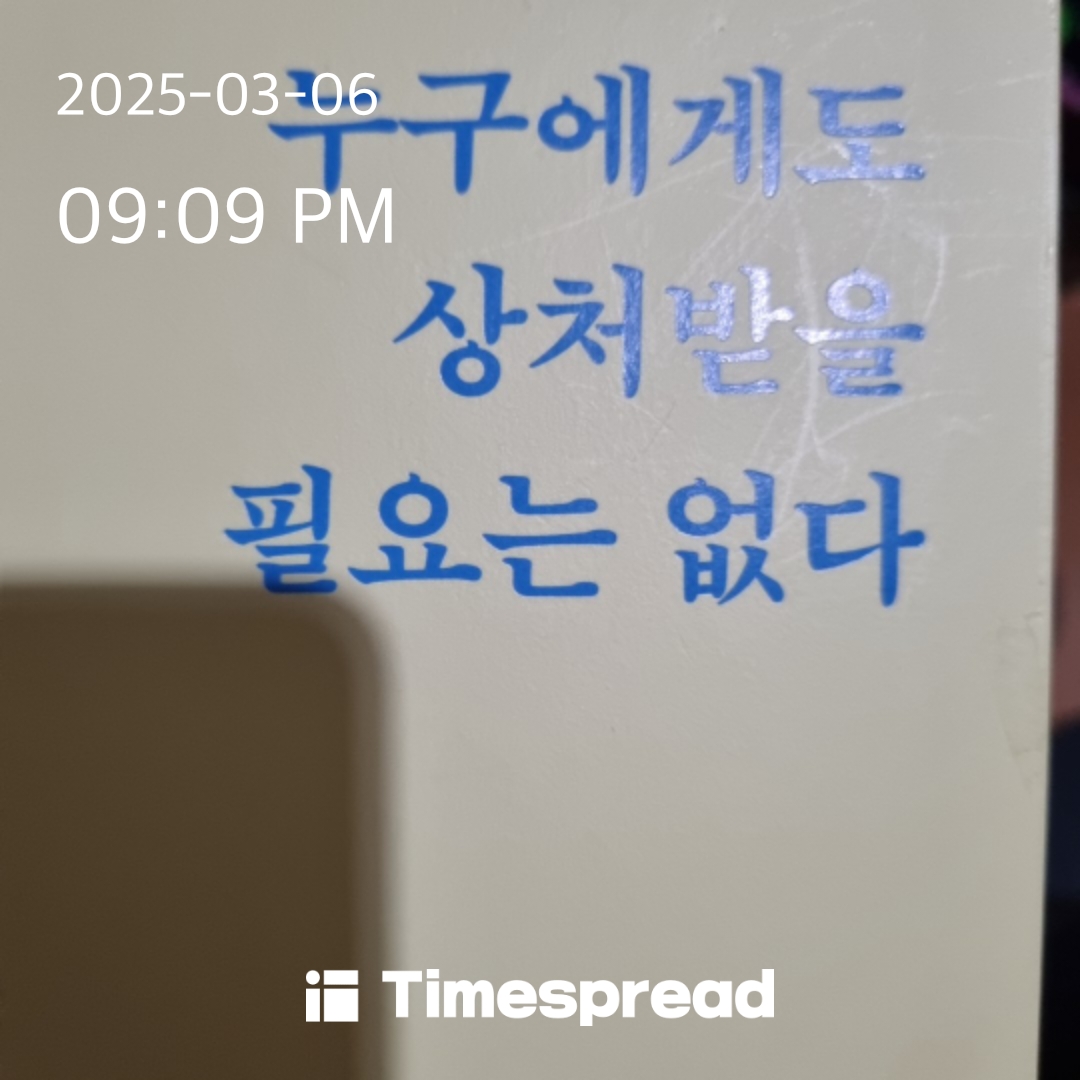 2025-03-06
누구에게도
09:09 PM
상처받을
필요는 없다
Timespread